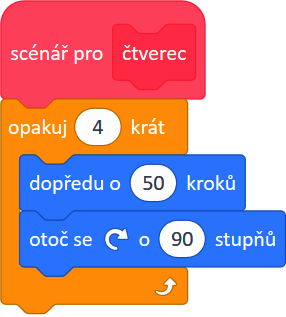 scénář pro čtverec
opakuj 4 krát
dopředu o 50 kroků
otoč se o 90 stupňů